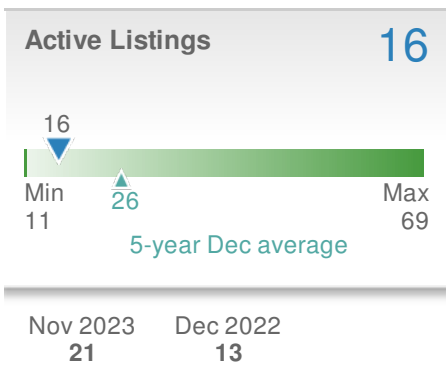 Active Listings 16
16
Min Max
11 26 69
5-year Dec average
Nov 2023 Dec 2022
21 13